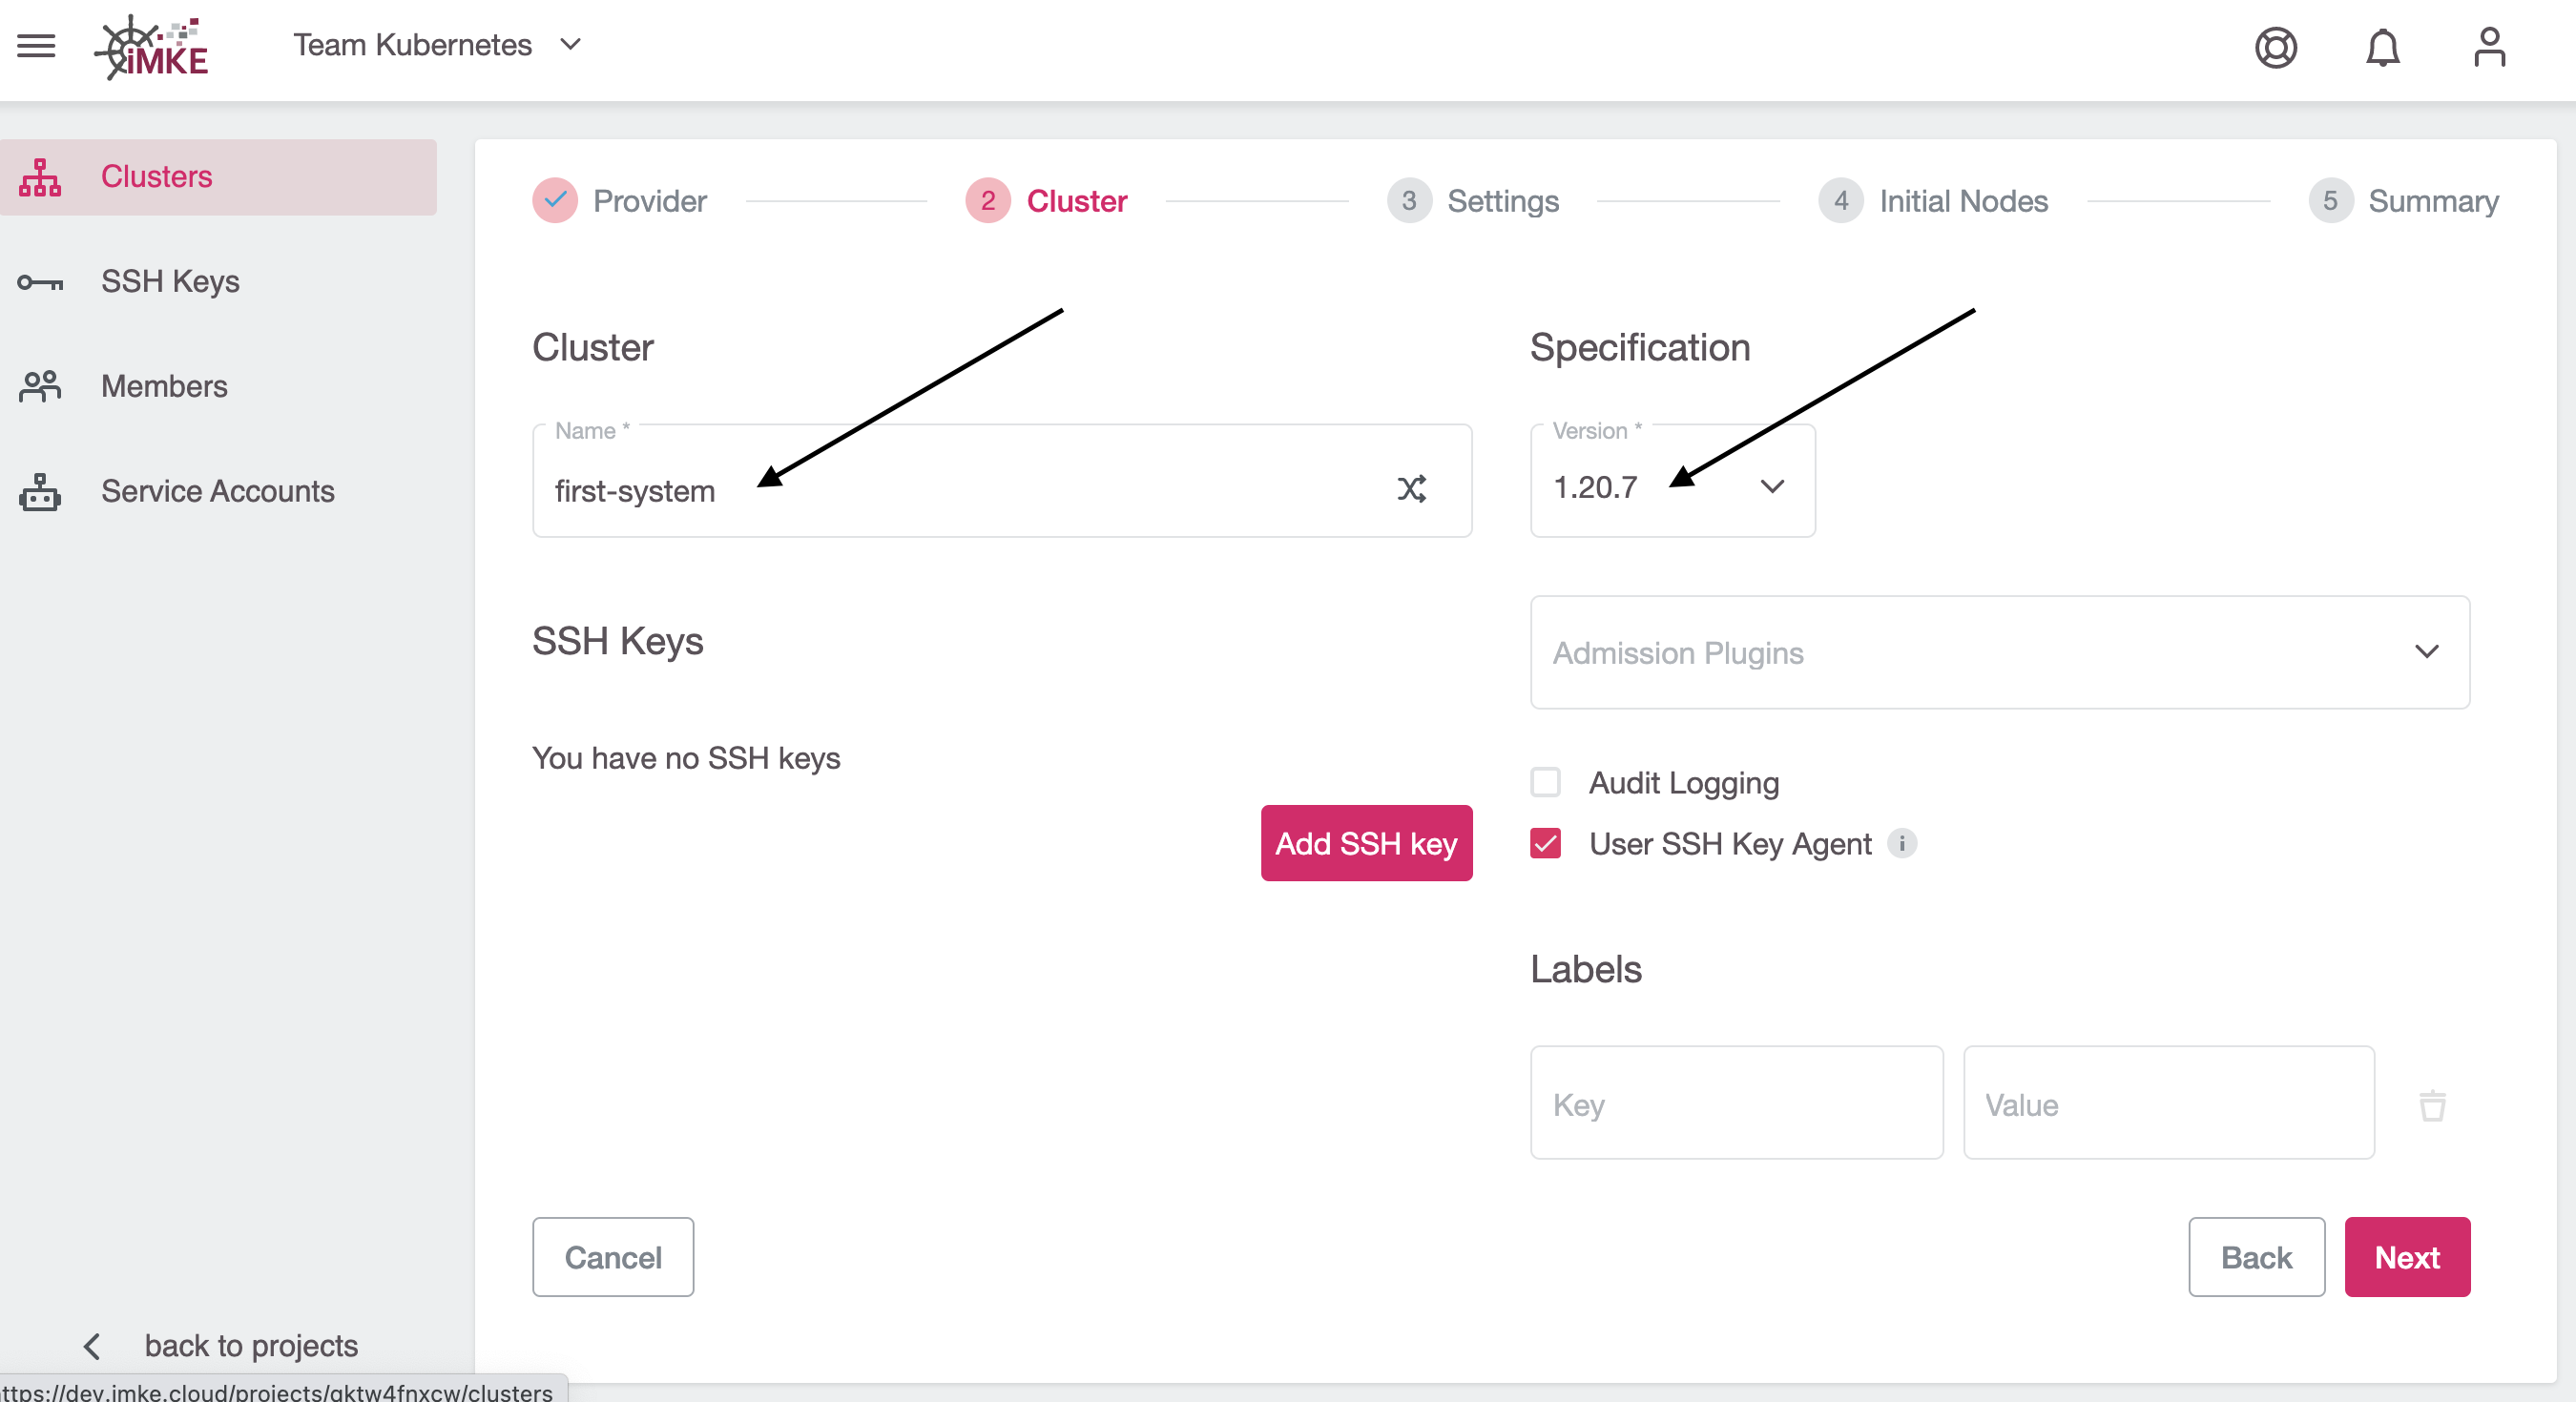 iMKE
Team Kubernetes
Clusters
SSH Keys
Members
Service Accounts
back to projects
Provider
2 Cluster
3 Settings
4 Initial Nodes
5 Summary
Cluster
Name *
first-system
SSH Keys
You have no SSH keys
Add SSH key
Specification
Version *
1.20.7
Admission Plugins
Audit Logging
User SSH Key Agent i
Labels
Key
Value
Cancel
Back
Next
ttps://dev.imke.cloud/projects/qktw4fnxcw/clusters